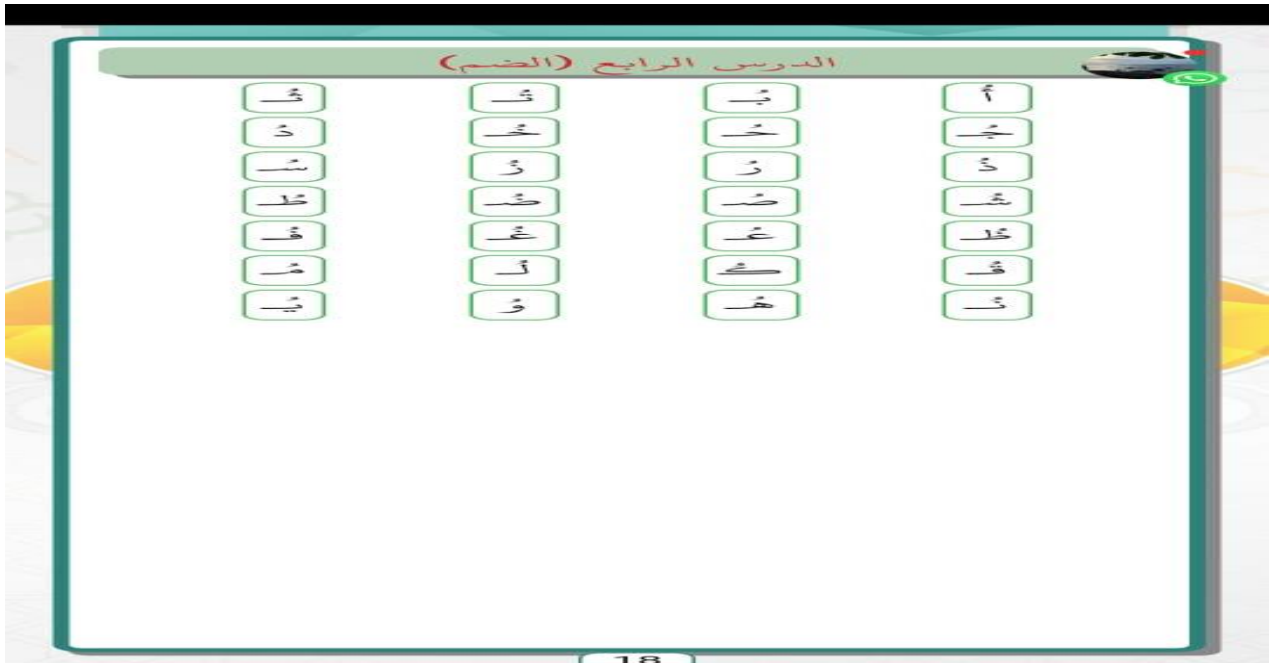 الدرس الرابع (الضم)
أُ بُـ تُـ ثُـ
جُـ حُـ خُـ دُ
ذُ رُ زُ سُـ
شُـ صُـ ضُـ طُـ
ظُـ عُـ غُـ فُـ
قُـ كُـ لُـ مُـ
نُـ هُـ وُ يُـ
18